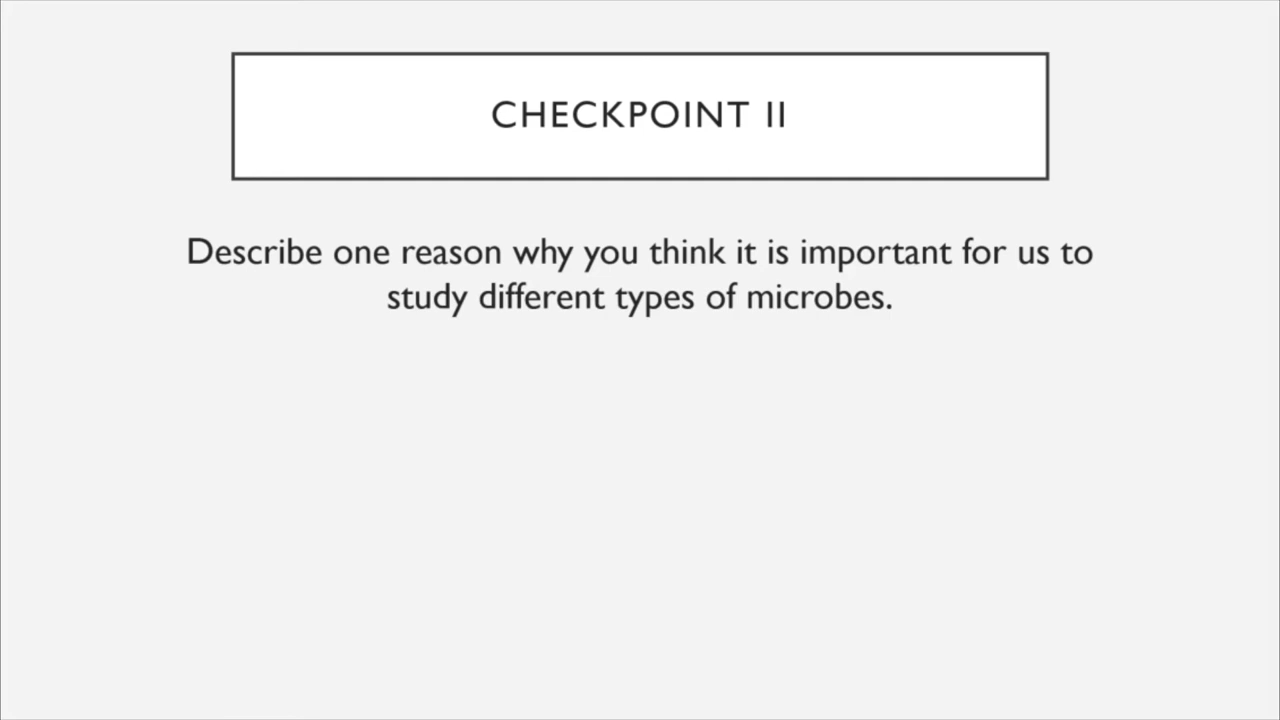 CHECKPOINT II
Describe one reason why you think it is important for us to
study different types of microbes.